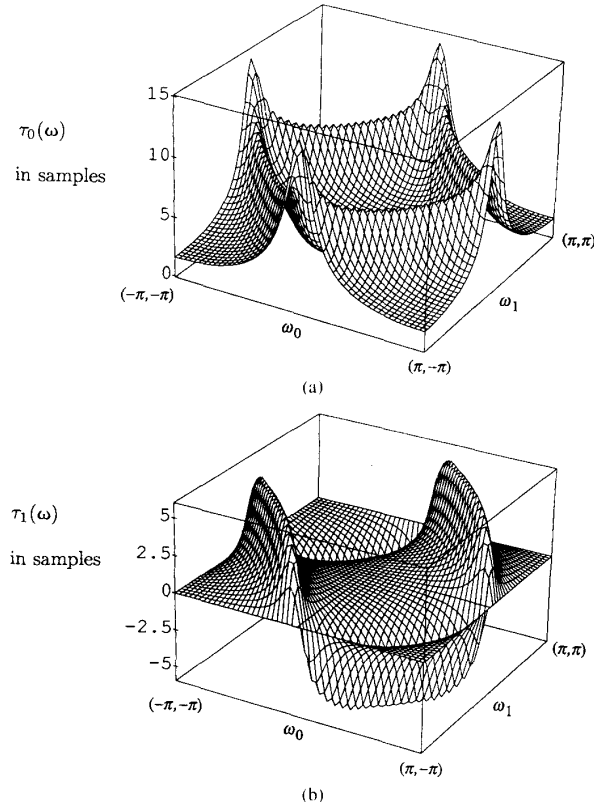 15
τ₀(ω)
10
in samples
5
0
(π,π)
(-π,-π)
ω₁
ω₀
(π,-π)
(a)
τ₁(ω)
5
in samples
2.5
0
-2.5
-5
(π,π)
(-π,-π)
ω₁
ω₀
(π,-π)
(b)